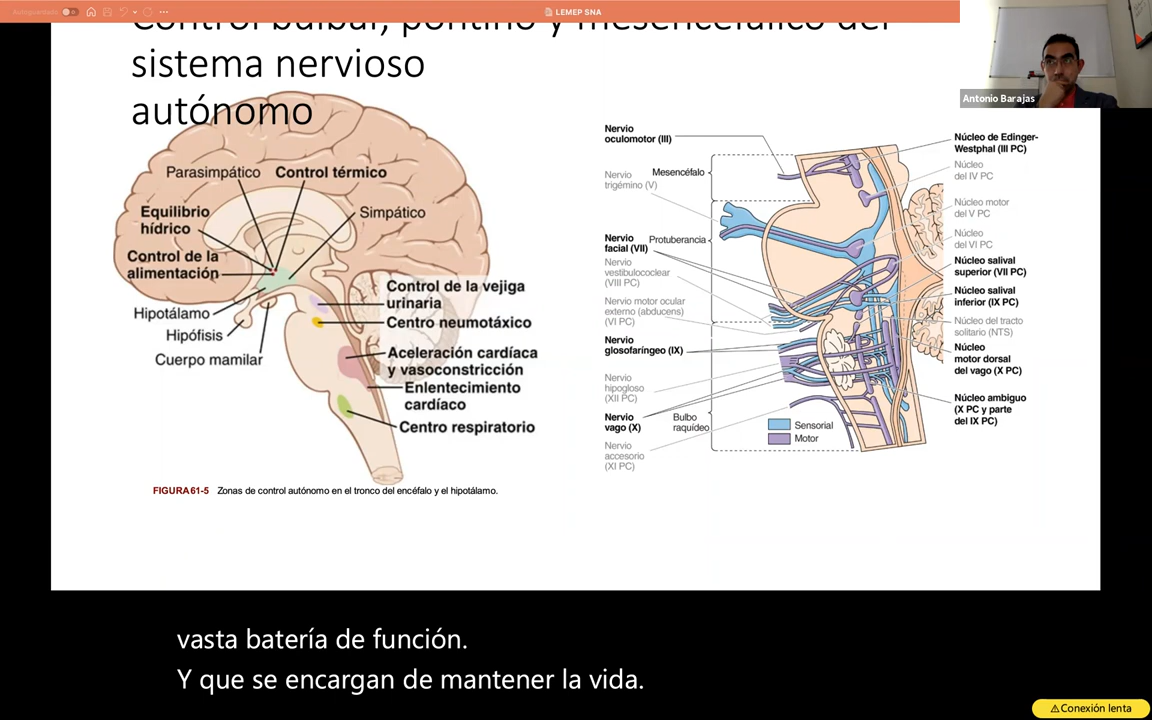 Autoguardado
LEMEP SNA
Antonio Barajas
Control bulbar, pontino y mesencefálico del
sistema nervioso
autónomo
Parasimpático
Control térmico
Equilibrio
hídrico
Simpático
Control de la
alimentación
Hipotálamo
Hipófisis
Cuerpo mamilar
Control de la vejiga
urinaria
Centro neumotáxico
Aceleración cardíaca
y vasoconstricción
Enlentecimiento
cardíaco
Centro respiratorio
FIGURA 61-5 Zonas de control autónomo en el tronco del encéfalo y el hipotálamo.
Nervio
oculomotor (III)
Mesencéfalo
Nervio
trigémino (V)
Nervio
facial (VII)
Protuberancia
Nervio
vestibulococlear
(VIII PC)
Nervio motor ocular
externo (abducens)
(VI PC)
Nervio
glosofaríngeo (IX)
Nervio
hipogloso
(XII PC)
Nervio
vago (X)
Bulbo
raquídeo
Nervio
accesorio
(XI PC)
Sensorial
Motor
Núcleo de Edinger-
Westphal (III PC)
Núcleo
del IV PC
Núcleo motor
del V PC
Núcleo
del VI PC
Núcleo salival
superior (VII PC)
Núcleo salival
inferior (IX PC)
Núcleo del tracto
solitario (NTS)
Núcleo
motor dorsal
del vago (X PC)
Núcleo ambiguo
(X PC y parte
del IX PC)
vasta batería de función.
Y que se encargan de mantener la vida.
Conexión lenta